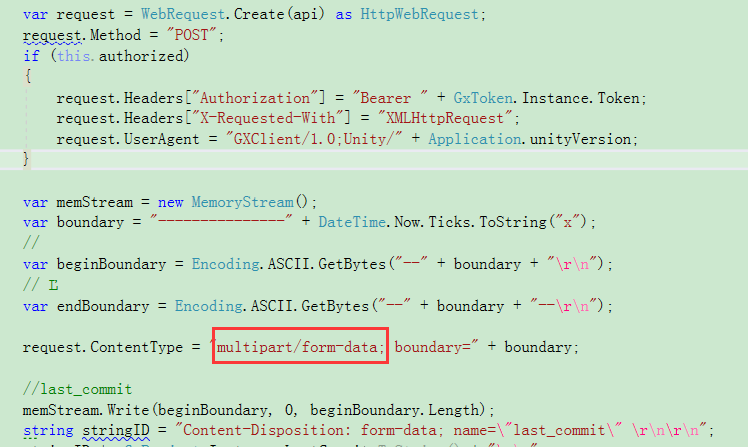 var request = WebRequest.Create(api) as HttpWebRequest;
request.Method = "POST";
if (this.authorized)
{
request.Headers["Authorization"] = "Bearer " + GxToken.Instance.Token;
request.Headers["X-Requested-With"] = "XMLHttpRequest";
request.UserAgent = "GXClient/1.0;Unity/" + Application.unityVersion;
}
var memStream = new MemoryStream();
var boundary = "---------------" + DateTime.Now.Ticks.ToString("x");
//
var beginBoundary = Encoding.ASCII.GetBytes("--" + boundary + "\r\n");
//
var endBoundary = Encoding.ASCII.GetBytes("--" + boundary + "--\r\n");
request.ContentType = "multipart/form-data; boundary=" + boundary;
//last_commit
memStream.Write(beginBoundary, 0, beginBoundary.Length);
string stringID = "Content-Disposition: form-data; name=\"last_commit\" \r\n\r\n";